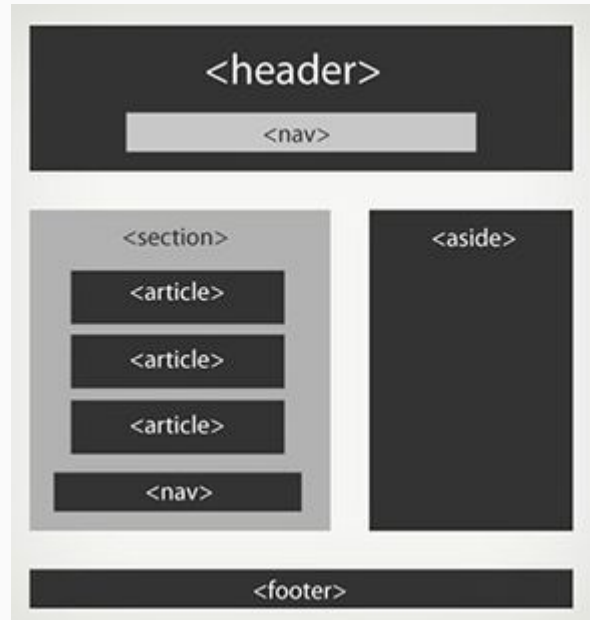 <header>
<nav>
<section>
<aside>
<article>
<article>
<article>
<nav>
<footer>